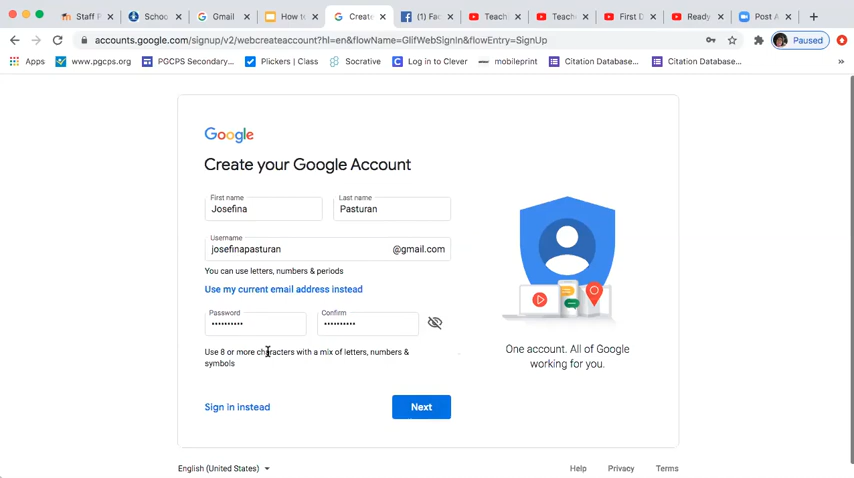 Staff P
Schoo
Gmail
How to
Create
(1) Fac
Teach
Teache
First D
Ready
Post A
accounts.google.com/signup/v2/webcreateaccount?hl=en&flowName=GlifWebSignIn&flowEntry=SignUp
Paused
Apps
www.pgcps.org
PGCPS Secondary...
Plickers | Class
Socrative
Log in to Clever
mobileprint
Citation Database...
Citation Database...
»
Google
Create your Google Account
First name
Last name
Josefina
Pasturan
Username
josefinapasturan
@gmail.com
You can use letters, numbers & periods
Use my current email address instead
Password
Confirm
••••••••••
••••••••••
Use 8 or more characters with a mix of letters, numbers &
symbols
Sign in instead
Next
One account. All of Google
working for you.
English (United States)
Help
Privacy
Terms